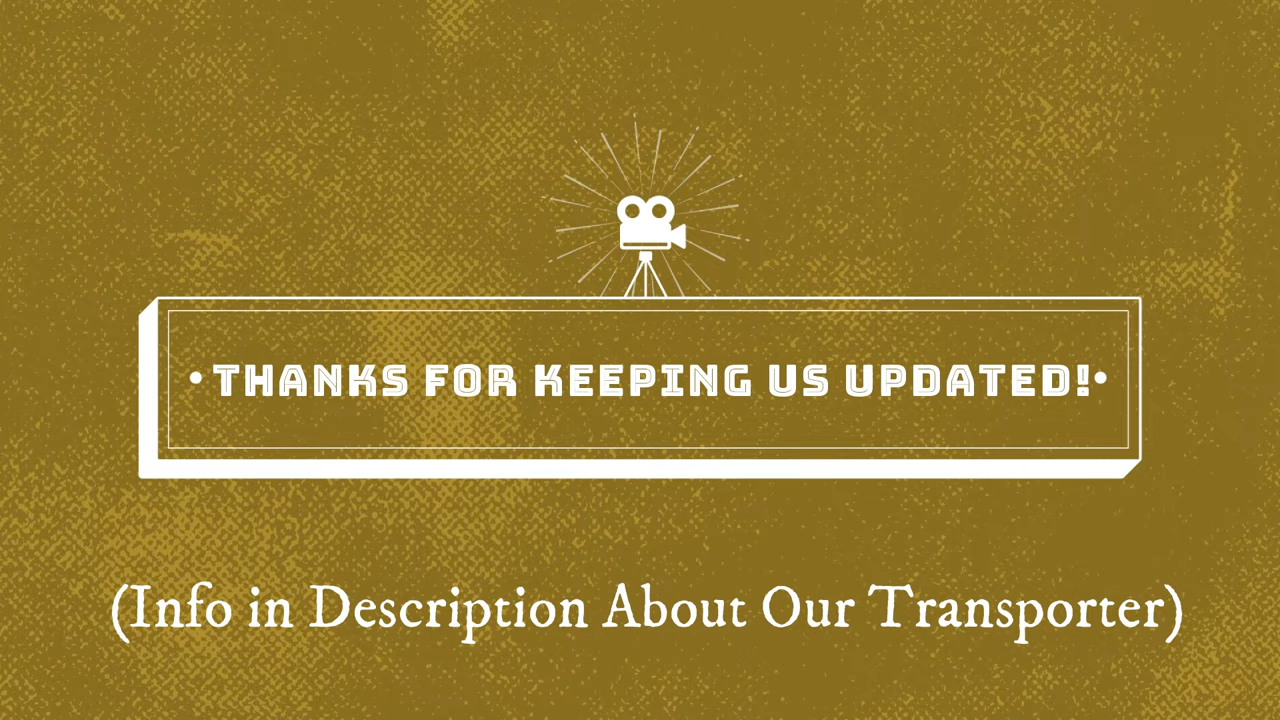 • THANKS FOR KEEPING US UPDATED! •
(Info in Description About Our Transporter)